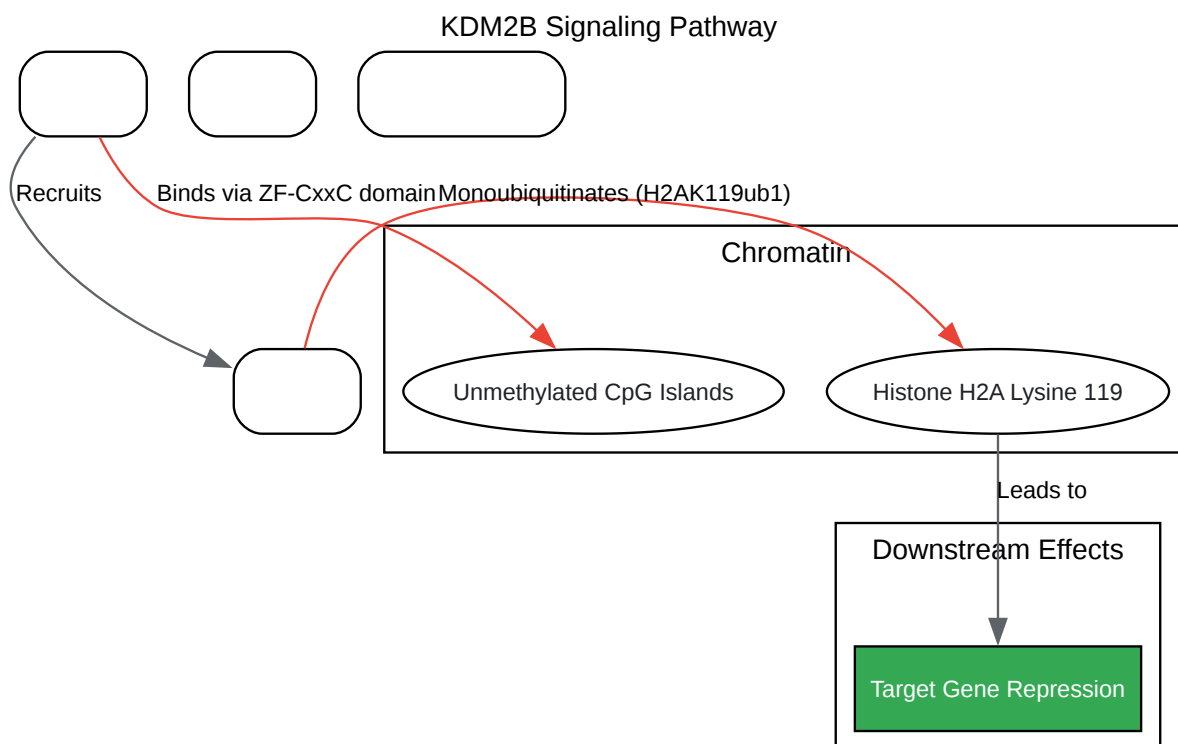 KDM2B Signaling Pathway
Recruits
Binds via ZF-CxxC domain
Monoubiquitinates (H2AK119ub1)
Chromatin
Unmethylated CpG Islands
Histone H2A Lysine 119
Leads to
Downstream Effects
Target Gene Repression